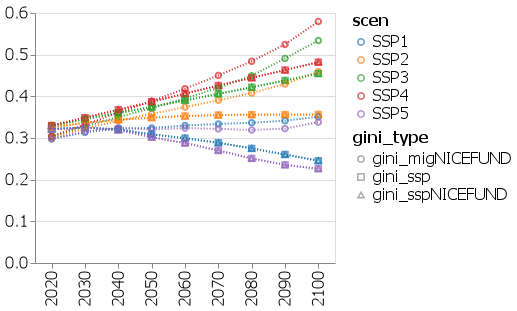 0.6
0.5
0.4
0.3
0.2
0.1
0.0
2020 2030 2040 2050 2060 2070 2080 2090 2100
scen
SSP1
SSP2
SSP3
SSP4
SSP5
gini_type
gini_migNICEFUND
gini_ssp
gini_sspNICEFUND